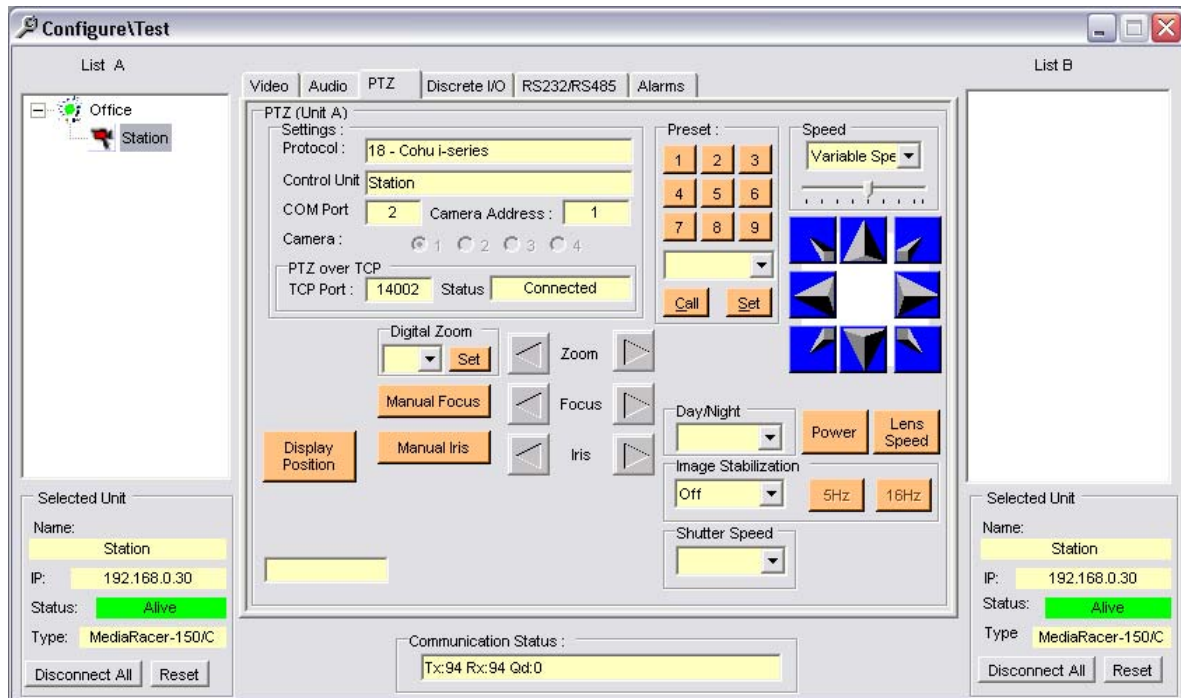 Configure\Test
List A
List B
Video Audio PTZ Discrete I/O RS232/RS485 Alarms
Office
Station
PTZ (Unit A)
Settings :
Protocol : 18 - Cohu i-series
Control Unit Station
COM Port 2 Camera Address : 1
Camera : 1 2 3 4
PTZ over TCP
TCP Port : 14002 Status Connected
Preset :
1 2 3
4 5 6
7 8 9
Call Set
Speed
Variable Spe
Digital Zoom
Set
Zoom
Manual Focus
Focus
Manual Iris
Iris
Display Position
Day/Night
Power
Lens Speed
Image Stabilization
Off
5Hz 16Hz
Shutter Speed
Selected Unit
Name:
Station
IP: 192.168.0.30
Status: Alive
Type: MediaRacer-150/C
Disconnect All Reset
Communication Status :
Tx:94 Rx:94 Qd:0
Selected Unit
Name:
Station
IP: 192.168.0.30
Status: Alive
Type MediaRacer-150/C
Disconnect All Reset